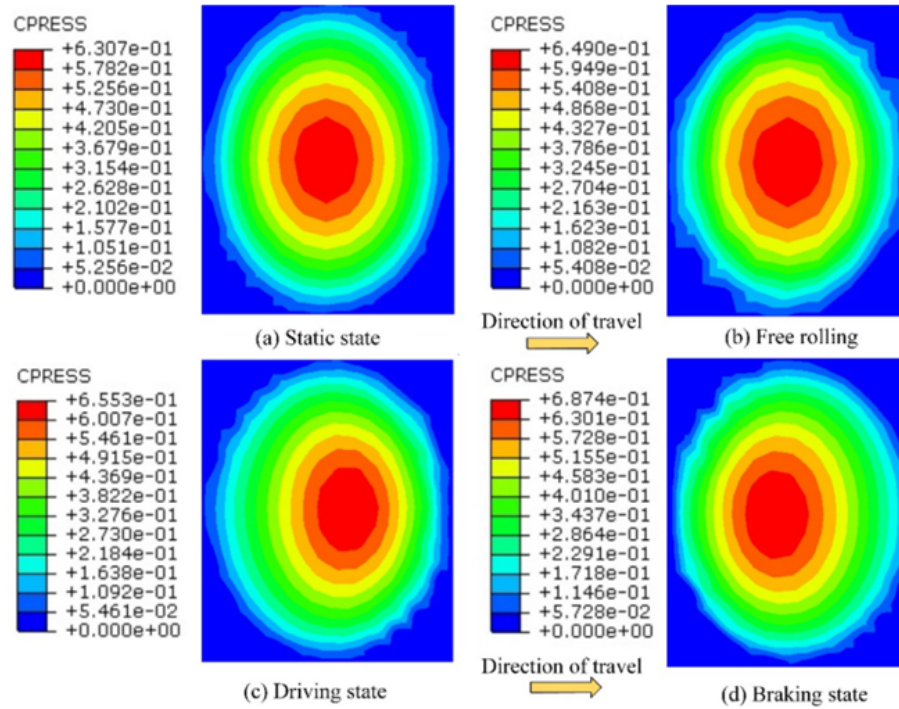 CPRESS
+6.307e-01
+5.782e-01
+5.256e-01
+4.730e-01
+4.205e-01
+3.679e-01
+3.154e-01
+2.628e-01
+2.102e-01
+1.577e-01
+1.051e-01
+5.256e-02
+0.000e+00
(a) Static state
CPRESS
+6.490e-01
+5.949e-01
+5.408e-01
+4.868e-01
+4.327e-01
+3.786e-01
+3.245e-01
+2.704e-01
+2.163e-01
+1.623e-01
+1.082e-01
+5.408e-02
+0.000e+00
Direction of travel
(b) Free rolling
CPRESS
+6.553e-01
+6.007e-01
+5.461e-01
+4.915e-01
+4.369e-01
+3.822e-01
+3.276e-01
+2.730e-01
+2.184e-01
+1.638e-01
+1.092e-01
+5.461e-02
+0.000e+00
(c) Driving state
CPRESS
+6.874e-01
+6.301e-01
+5.728e-01
+5.155e-01
+4.583e-01
+4.010e-01
+3.437e-01
+2.864e-01
+2.291e-01
+1.718e-01
+1.146e-01
+5.728e-02
+0.000e+00
Direction of travel
(d) Braking state